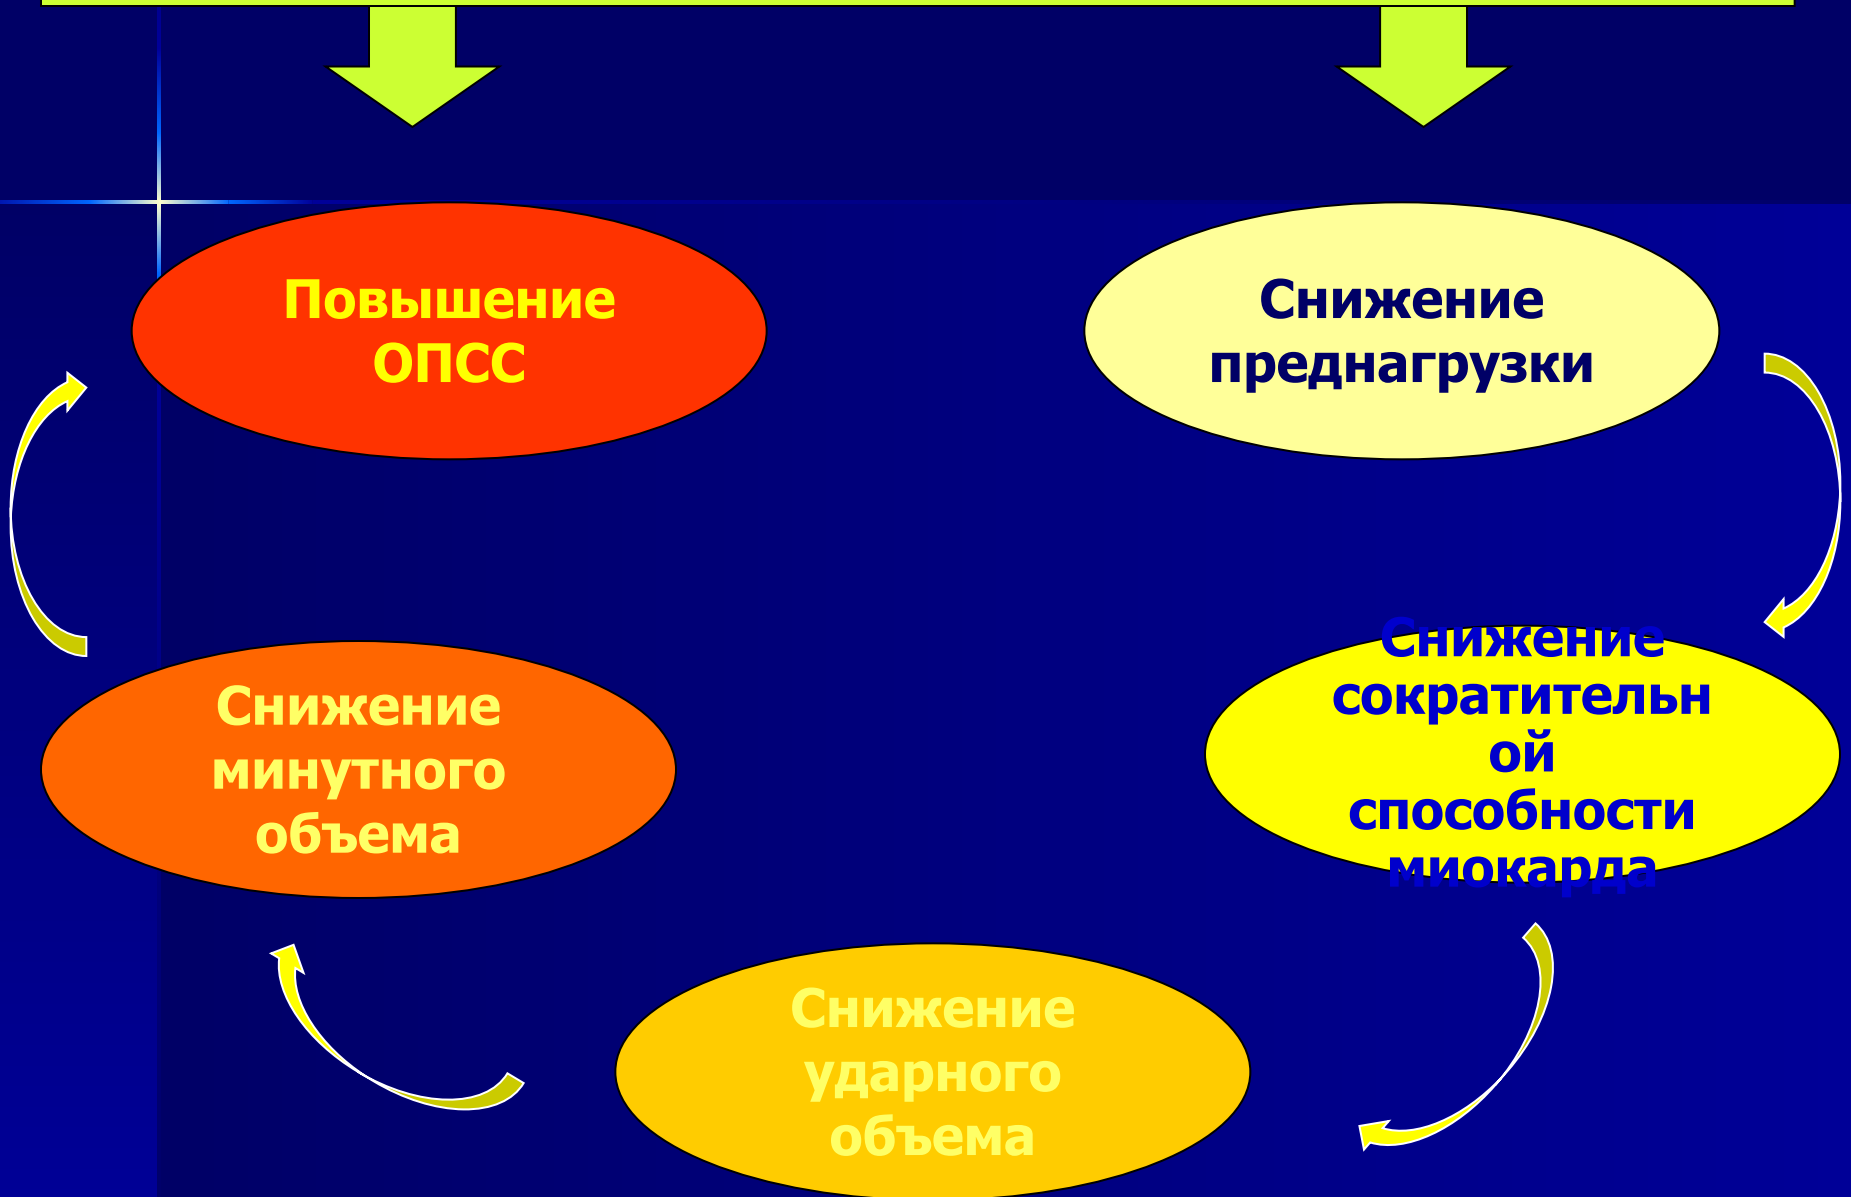 Повышение
ОПСС
Снижение
преднагрузки
Снижение
сократительн
ой
способности
миокарда
Снижение
минутного
объема
Снижение
ударного
объема